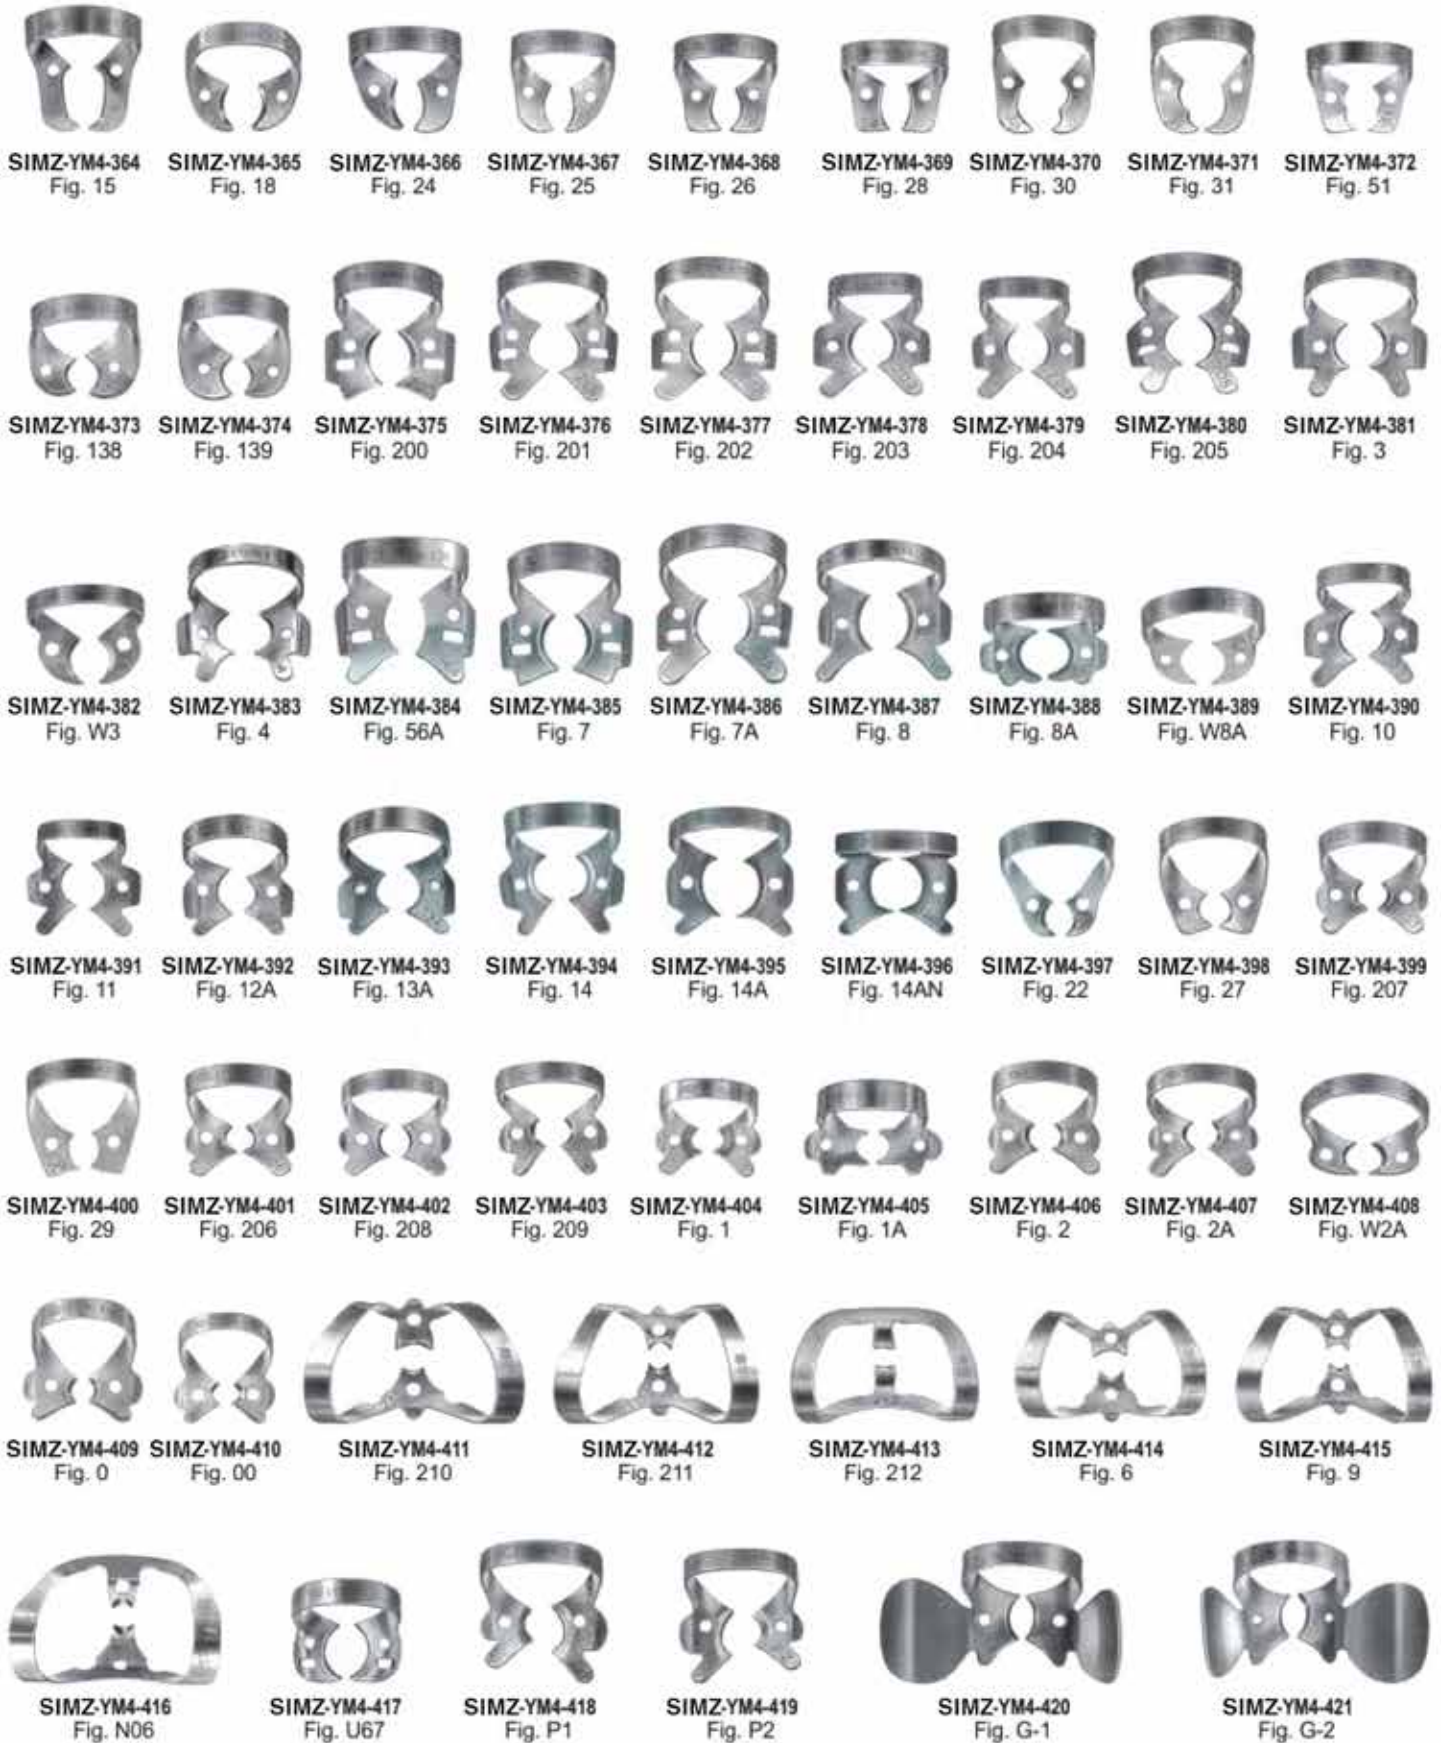 SIMZ-YM4-364 SIMZ-YM4-365 SIMZ-YM4-366 SIMZ-YM4-367 SIMZ-YM4-368 SIMZ-YM4-369 SIMZ-YM4-370 SIMZ-YM4-371 SIMZ-YM4-372
Fig. 15 Fig. 18 Fig. 24 Fig. 25 Fig. 26 Fig. 28 Fig. 30 Fig. 31 Fig. 51
SIMZ-YM4-373 SIMZ-YM4-374 SIMZ-YM4-375 SIMZ-YM4-376 SIMZ-YM4-377 SIMZ-YM4-378 SIMZ-YM4-379 SIMZ-YM4-380 SIMZ-YM4-381
Fig. 138 Fig. 139 Fig. 200 Fig. 201 Fig. 202 Fig. 203 Fig. 204 Fig. 205 Fig. 3
SIMZ-YM4-382 SIMZ-YM4-383 SIMZ-YM4-384 SIMZ-YM4-385 SIMZ-YM4-386 SIMZ-YM4-387 SIMZ-YM4-388 SIMZ-YM4-389 SIMZ-YM4-390
Fig. W3 Fig. 4 Fig. 56A Fig. 7 Fig. 7A Fig. 8 Fig. 8A Fig. W8A Fig. 10
SIMZ-YM4-391 SIMZ-YM4-392 SIMZ-YM4-393 SIMZ-YM4-394 SIMZ-YM4-395 SIMZ-YM4-396 SIMZ-YM4-397 SIMZ-YM4-398 SIMZ-YM4-399
Fig. 11 Fig. 12A Fig. 13A Fig. 14 Fig. 14A Fig. 14AN Fig. 22 Fig. 27 Fig. 207
SIMZ-YM4-400 SIMZ-YM4-401 SIMZ-YM4-402 SIMZ-YM4-403 SIMZ-YM4-404 SIMZ-YM4-405 SIMZ-YM4-406 SIMZ-YM4-407 SIMZ-YM4-408
Fig. 29 Fig. 206 Fig. 208 Fig. 209 Fig. 1 Fig. 1A Fig. 2 Fig. 2A Fig. W2A
SIMZ-YM4-409 SIMZ-YM4-410 SIMZ-YM4-411 SIMZ-YM4-412 SIMZ-YM4-413 SIMZ-YM4-414 SIMZ-YM4-415
Fig. 0 Fig. 00 Fig. 210 Fig. 211 Fig. 212 Fig. 6 Fig. 9
SIMZ-YM4-416 SIMZ-YM4-417 SIMZ-YM4-418 SIMZ-YM4-419 SIMZ-YM4-420 SIMZ-YM4-421
Fig. N06 Fig. U67 Fig. P1 Fig. P2 Fig. G-1 Fig. G-2